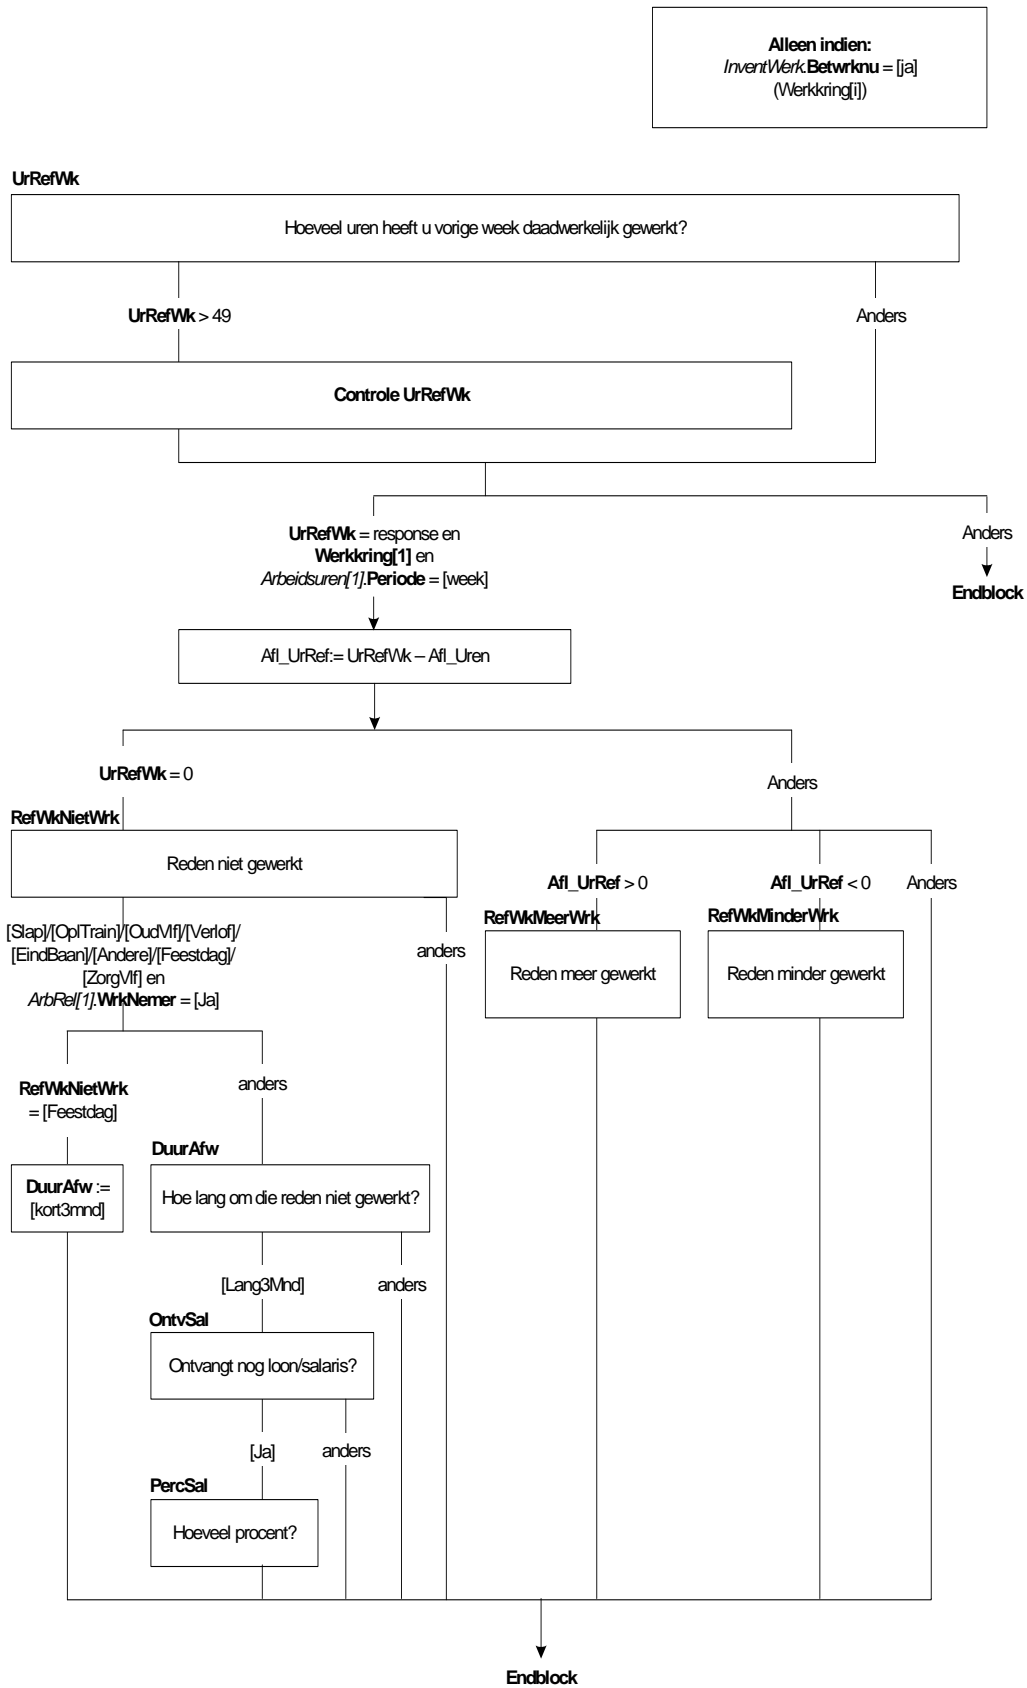 Alleen indien:
InventWerk.Betwrknu = [ja]
(Werkkring[i])
UrRefWk
Hoeveel uren heeft u vorige week daadwerkelijk gewerkt?
UrRefWk > 49
Anders
Controle UrRefWk
UrRefWk = response en
Werkkring[1] en
Arbeidsuren[1].Periode = [week]
Anders
Endblock
Afl_UrRef:= UrRefWk – Afl_Uren
UrRefWk = 0
Anders
RefWkNietWrk
Reden niet gewerkt
Afl_UrRef > 0
Afl_UrRef < 0
Anders
RefWkMeerWrk
RefWkMinderWrk
[Slap]/[OplTrain]/[OudVlf]/[Verlof]/
[EindBaan]/[Andere]/[Feestdag]/
[ZorgVlf] en
ArbRel[1].WrkNemer = [Ja]
anders
Reden meer gewerkt
Reden minder gewerkt
RefWkNietWrk
= [Feestdag]
anders
DuurAfw
DuurAfw :=
[kort3mnd]
Hoe lang om die reden niet gewerkt?
[Lang3Mnd]
anders
OntvSal
Ontvangt nog loon/salaris?
[Ja]
anders
PercSal
Hoeveel procent?
Endblock